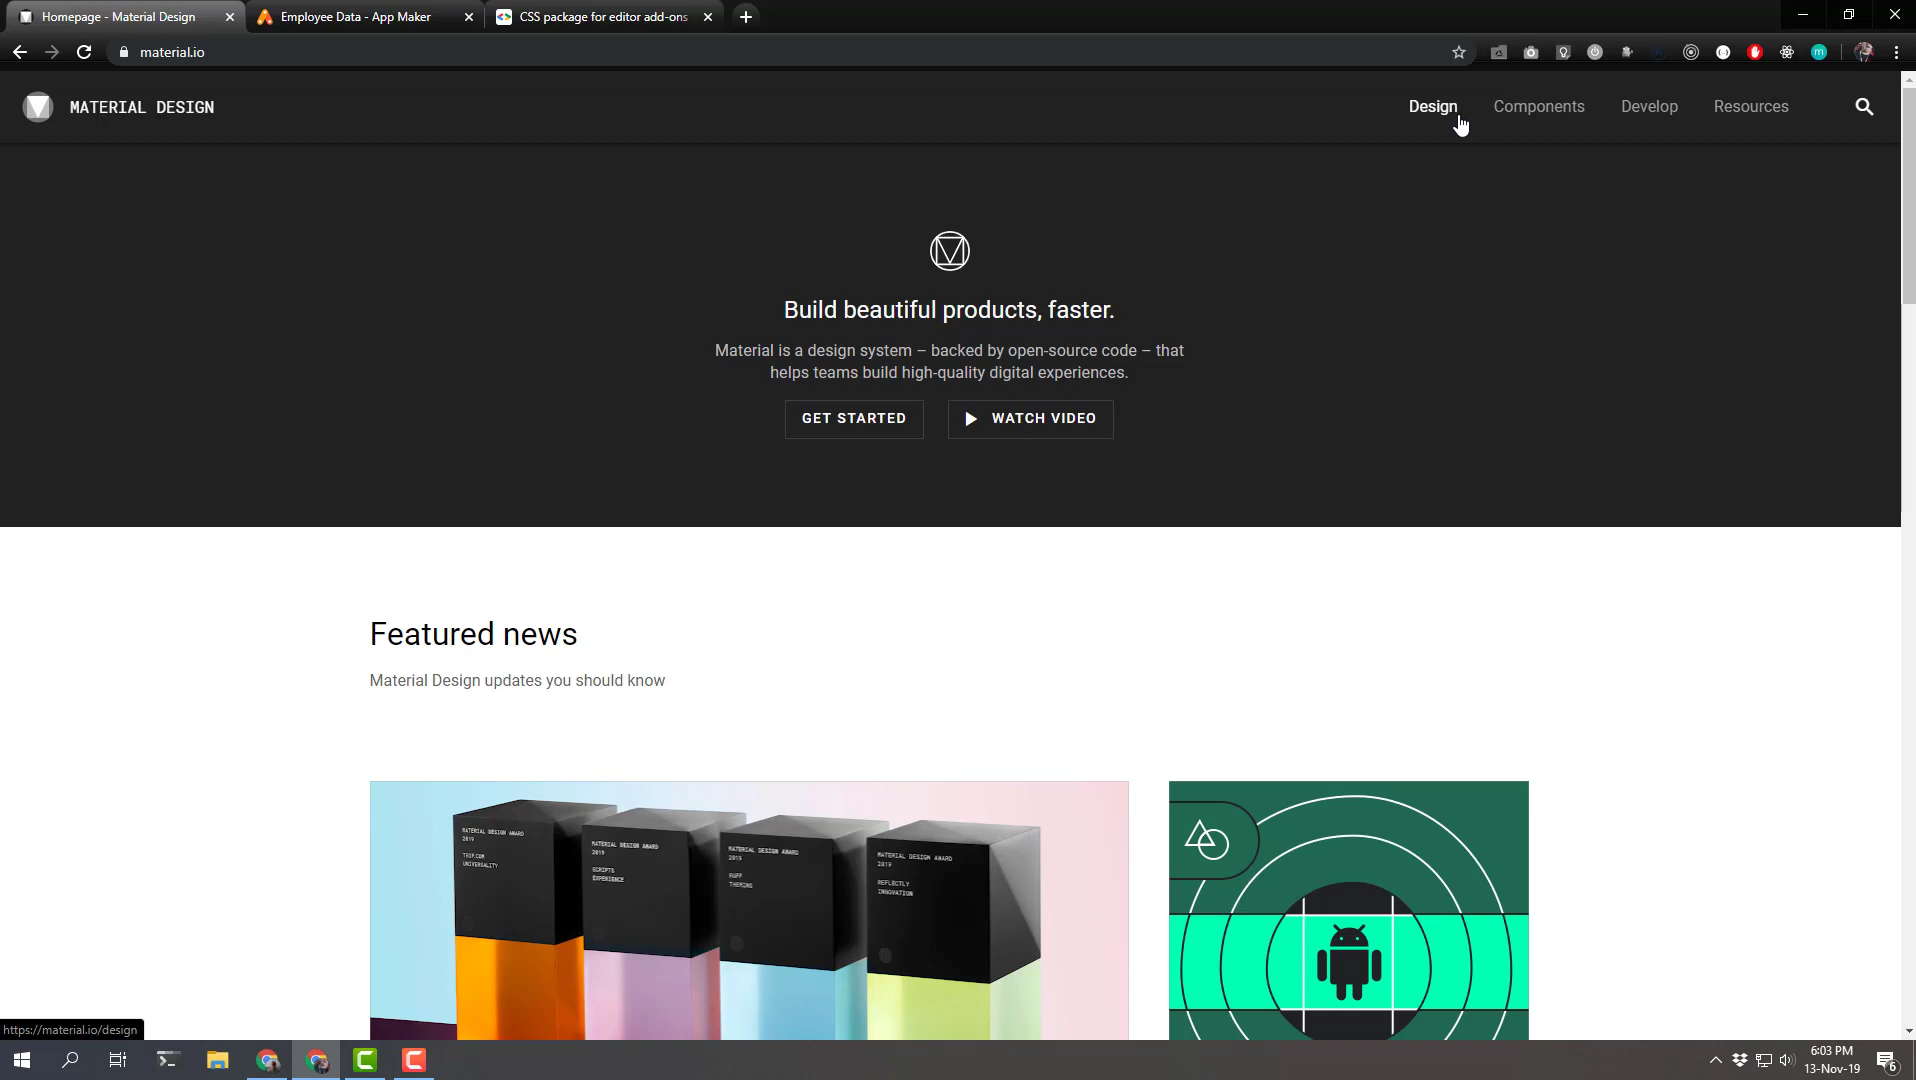 Homepage - Material Design
Employee Data - App Maker
CSS package for editor add-ons
material.io
MATERIAL DESIGN
Design
Components
Develop
Resources
Build beautiful products, faster.
Material is a design system – backed by open-source code – that
helps teams build high-quality digital experiences.
GET STARTED
WATCH VIDEO
Featured news
Material Design updates you should know
MATERIAL DESIGN AWARD
2019
TRIP.COM
UNIVERSALITY
MATERIAL DESIGN AWARD
2019
SCRIPTS
EXPERIENCE
MATERIAL DESIGN AWARD
2019
RUFF
THEMING
MATERIAL DESIGN AWARD
2019
REFLECTLY
INNOVATION
https://material.io/design
6:03 PM
13-Nov-19
6